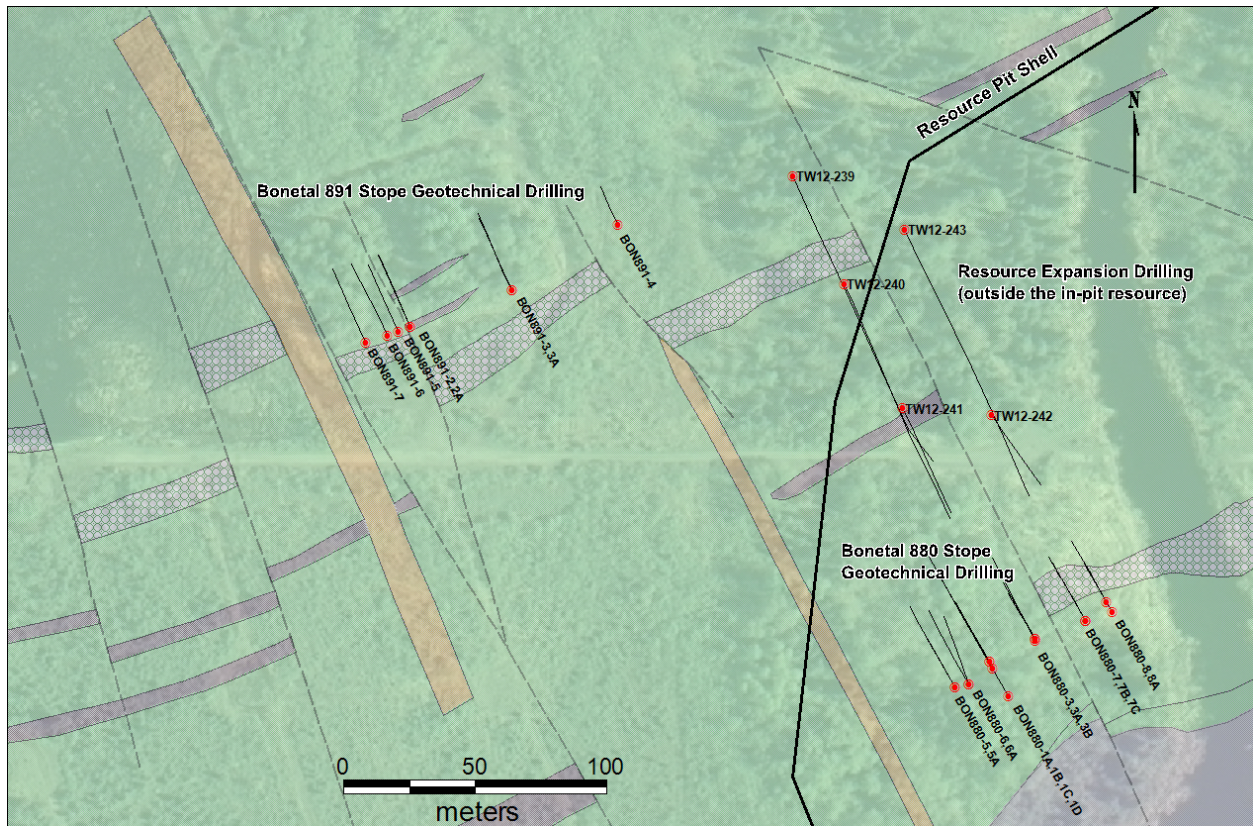 Resource Pit Shell
N
TW12-239
Bonetal 891 Stope Geotechnical Drilling
TW12-243
BON891-4
Resource Expansion Drilling
(outside the in-pit resource)
TW12-240
BON891-3,3A
BON891-2,2A
BON891-5
BON891-6
BON891-7
TW12-241
TW12-242
Bonetal 880 Stope
Geotechnical Drilling
BON880-8,8A
BON880-7,7B,7C
BON880-3,3A,3B
BON880-1A,1B,1C,1D
BON880-6,6A
BON880-5,5A
0 50 100
meters